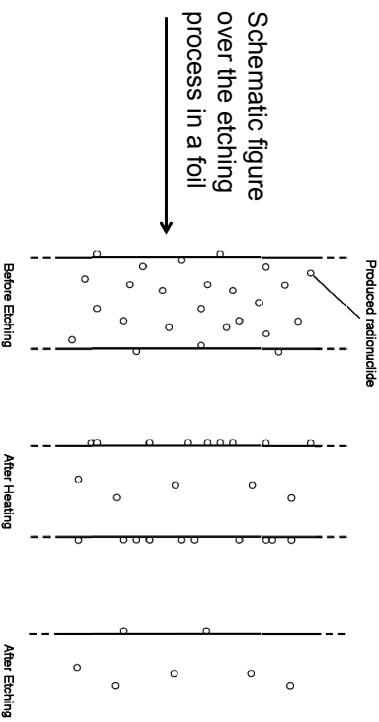 Schematic figure
over the etching
process in a foil
Produced radionuclide
Before Etching
After Heating
After Etching